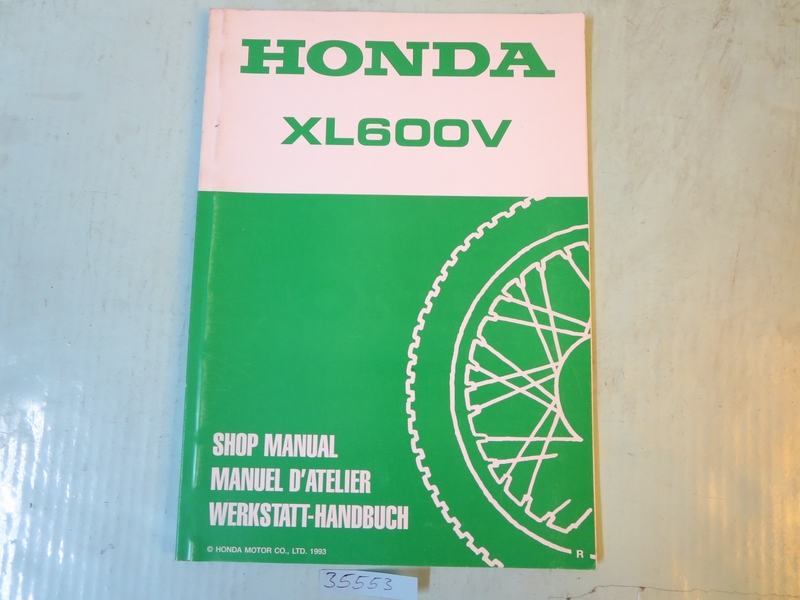 HONDA
XL600V
SHOP MANUAL
MANUEL D'ATELIER
WERKSTATT-HANDBUCH
© HONDA MOTOR CO., LTD. 1993
R
35553